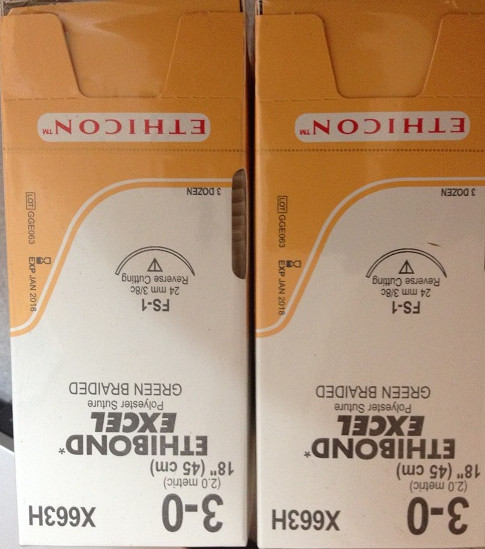 3-0 X663H
(2.0 metric)
18" (45 cm)
ETHIBOND*
EXCEL
Polyester Suture
GREEN BRAIDED
FS-1
24 mm 3/8c
Reverse Cutting
3 DOZEN
LOT GGE063 EXP JAN 2018
ETHICON™
3-0 X663H
(2.0 metric)
18" (45 cm)
ETHIBOND*
EXCEL
Polyester Suture
GREEN BRAIDED
FS-1
24 mm 3/8c
Reverse Cutting
3 DOZEN
LOT GGE063 EXP JAN 2018
ETHICON™